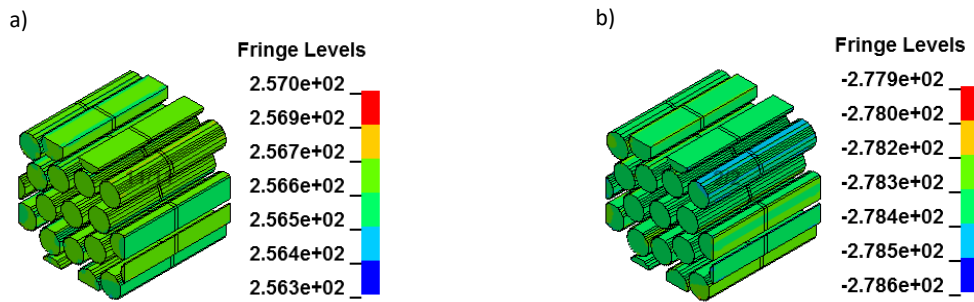 a)
Fringe Levels
2.570e+02
2.569e+02
2.567e+02
2.566e+02
2.565e+02
2.564e+02
2.563e+02
b)
Fringe Levels
-2.779e+02
-2.780e+02
-2.782e+02
-2.783e+02
-2.784e+02
-2.785e+02
-2.786e+02